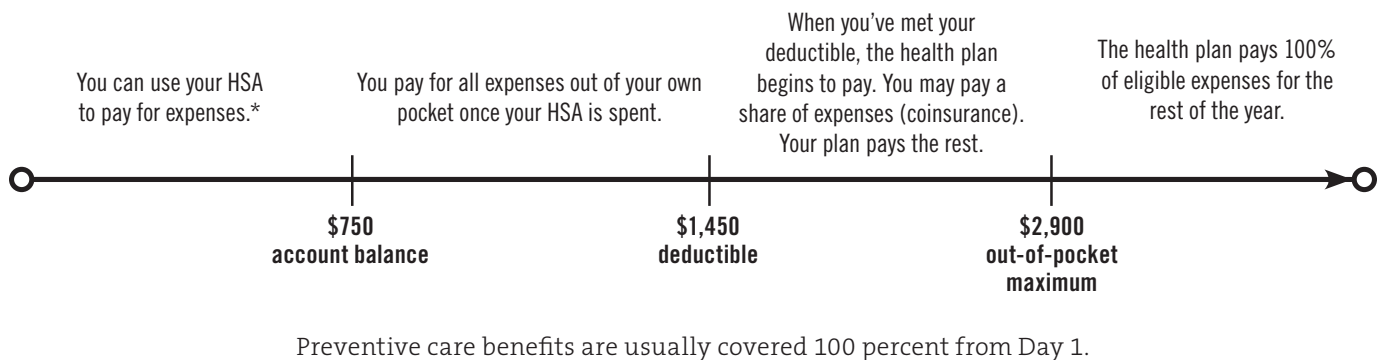 You can use your HSA
to pay for expenses.*
You pay for all expenses out of your own
pocket once your HSA is spent.
When you’ve met your
deductible, the health plan
begins to pay. You may pay a
share of expenses (coinsurance).
Your plan pays the rest.
The health plan pays 100%
of eligible expenses for the
rest of the year.
$750
account balance
$1,450
deductible
$2,900
out-of-pocket
maximum
Preventive care benefits are usually covered 100 percent from Day 1.